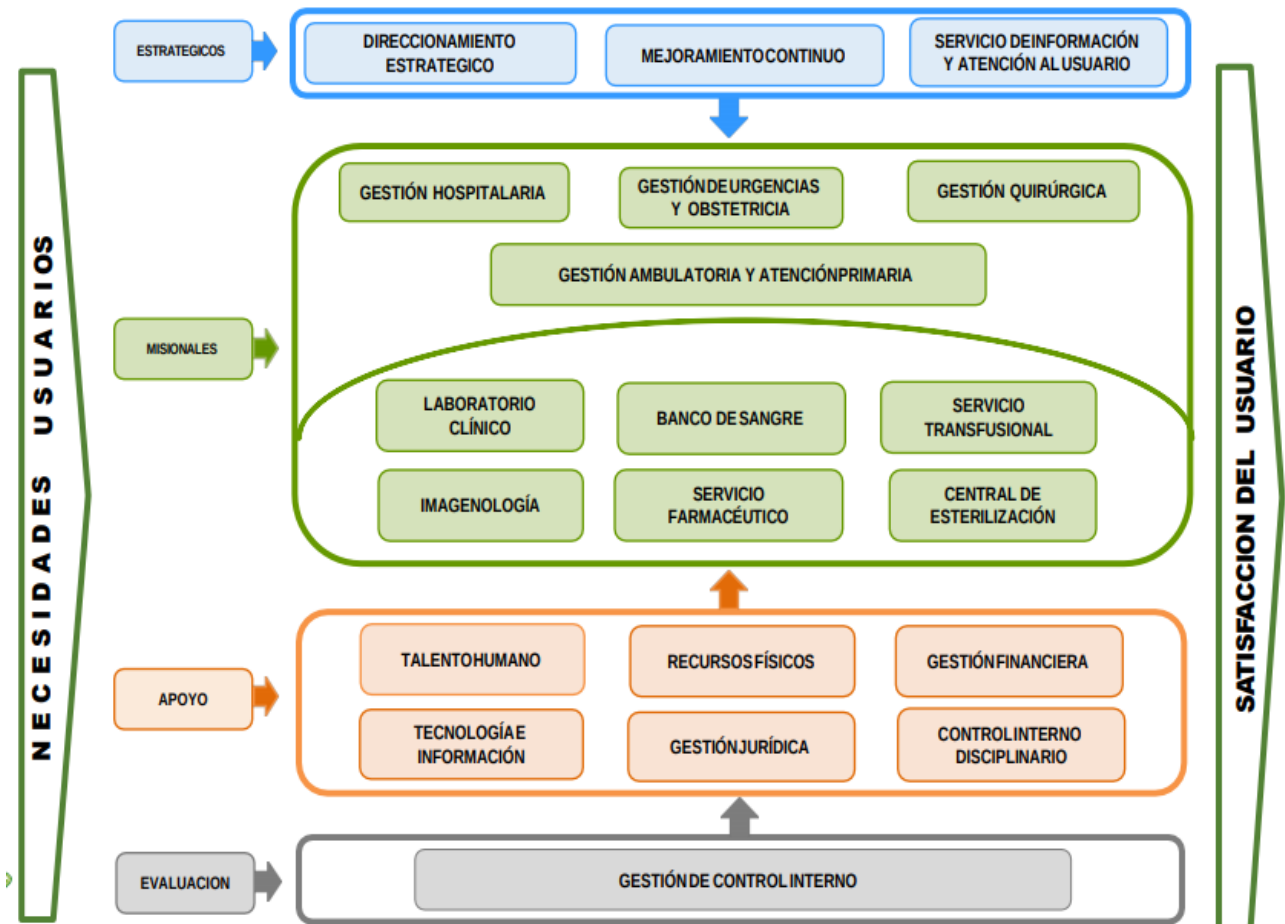 ESTRATEGICOS
DIRECCIONAMIENTO
ESTRATEGICO
MEJORAMIENTO CONTINUO
SERVICIO DE INFORMACIÓN
Y ATENCIÓN AL USUARIO
NECESIDADES USUARIOS
MISIONALES
GESTIÓN HOSPITALARIA
GESTIÓN DE URGENCIAS
Y OBSTETRICIA
GESTIÓN QUIRÚRGICA
GESTIÓN AMBULATORIA Y ATENCIÓN PRIMARIA
LABORATORIO
CLÍNICO
BANCO DE SANGRE
SERVICIO
TRANSFUSIONAL
IMAGENOLOGÍA
SERVICIO
FARMACÉUTICO
CENTRAL DE
ESTERILIZACIÓN
APOYO
TALENTO HUMANO
RECURSOS FÍSICOS
GESTIÓN FINANCIERA
TECNOLOGÍA E
INFORMACIÓN
GESTIÓN JURÍDICA
CONTROL INTERNO
DISCIPLINARIO
EVALUACION
GESTIÓN DE CONTROL INTERNO
SATISFACCION DEL USUARIO